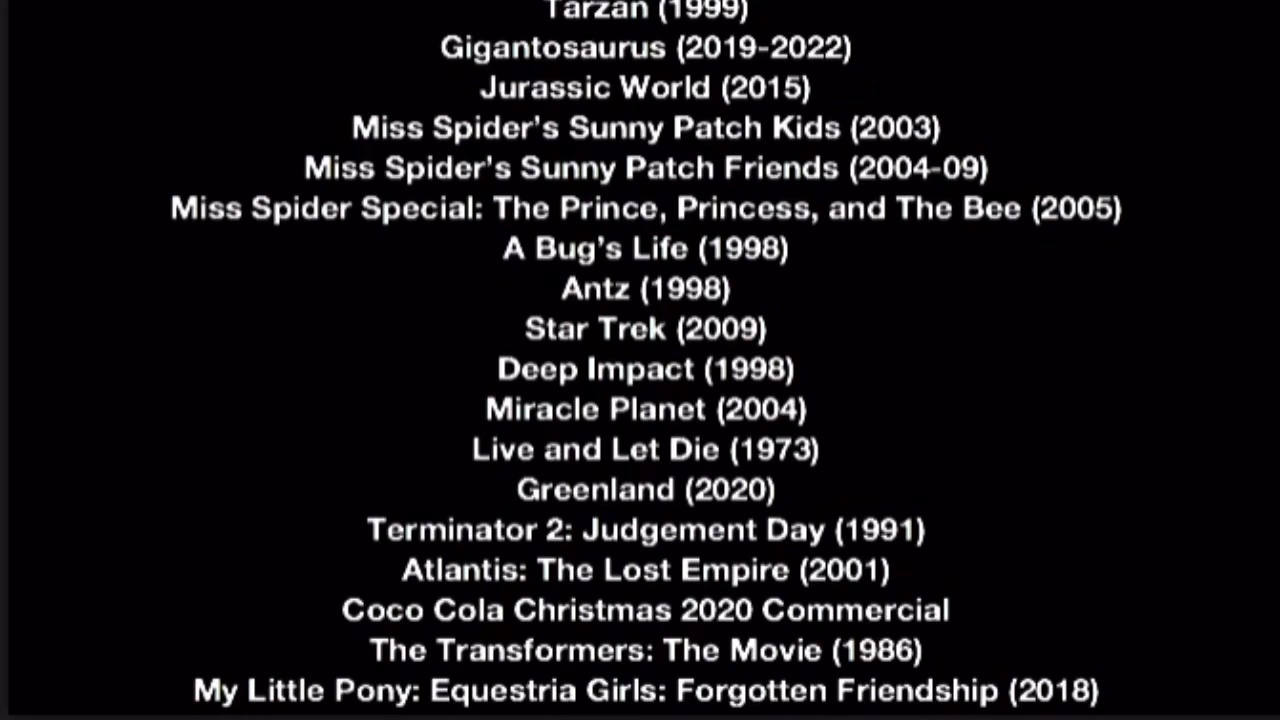 Tarzan (1999)
Gigantosaurus (2019-2022)
Jurassic World (2015)
Miss Spider's Sunny Patch Kids (2003)
Miss Spider's Sunny Patch Friends (2004-09)
Miss Spider Special: The Prince, Princess, and The Bee (2005)
A Bug's Life (1998)
Antz (1998)
Star Trek (2009)
Deep Impact (1998)
Miracle Planet (2004)
Live and Let Die (1973)
Greenland (2020)
Terminator 2: Judgement Day (1991)
Atlantis: The Lost Empire (2001)
Coco Cola Christmas 2020 Commercial
The Transformers: The Movie (1986)
My Little Pony: Equestria Girls: Forgotten Friendship (2018)